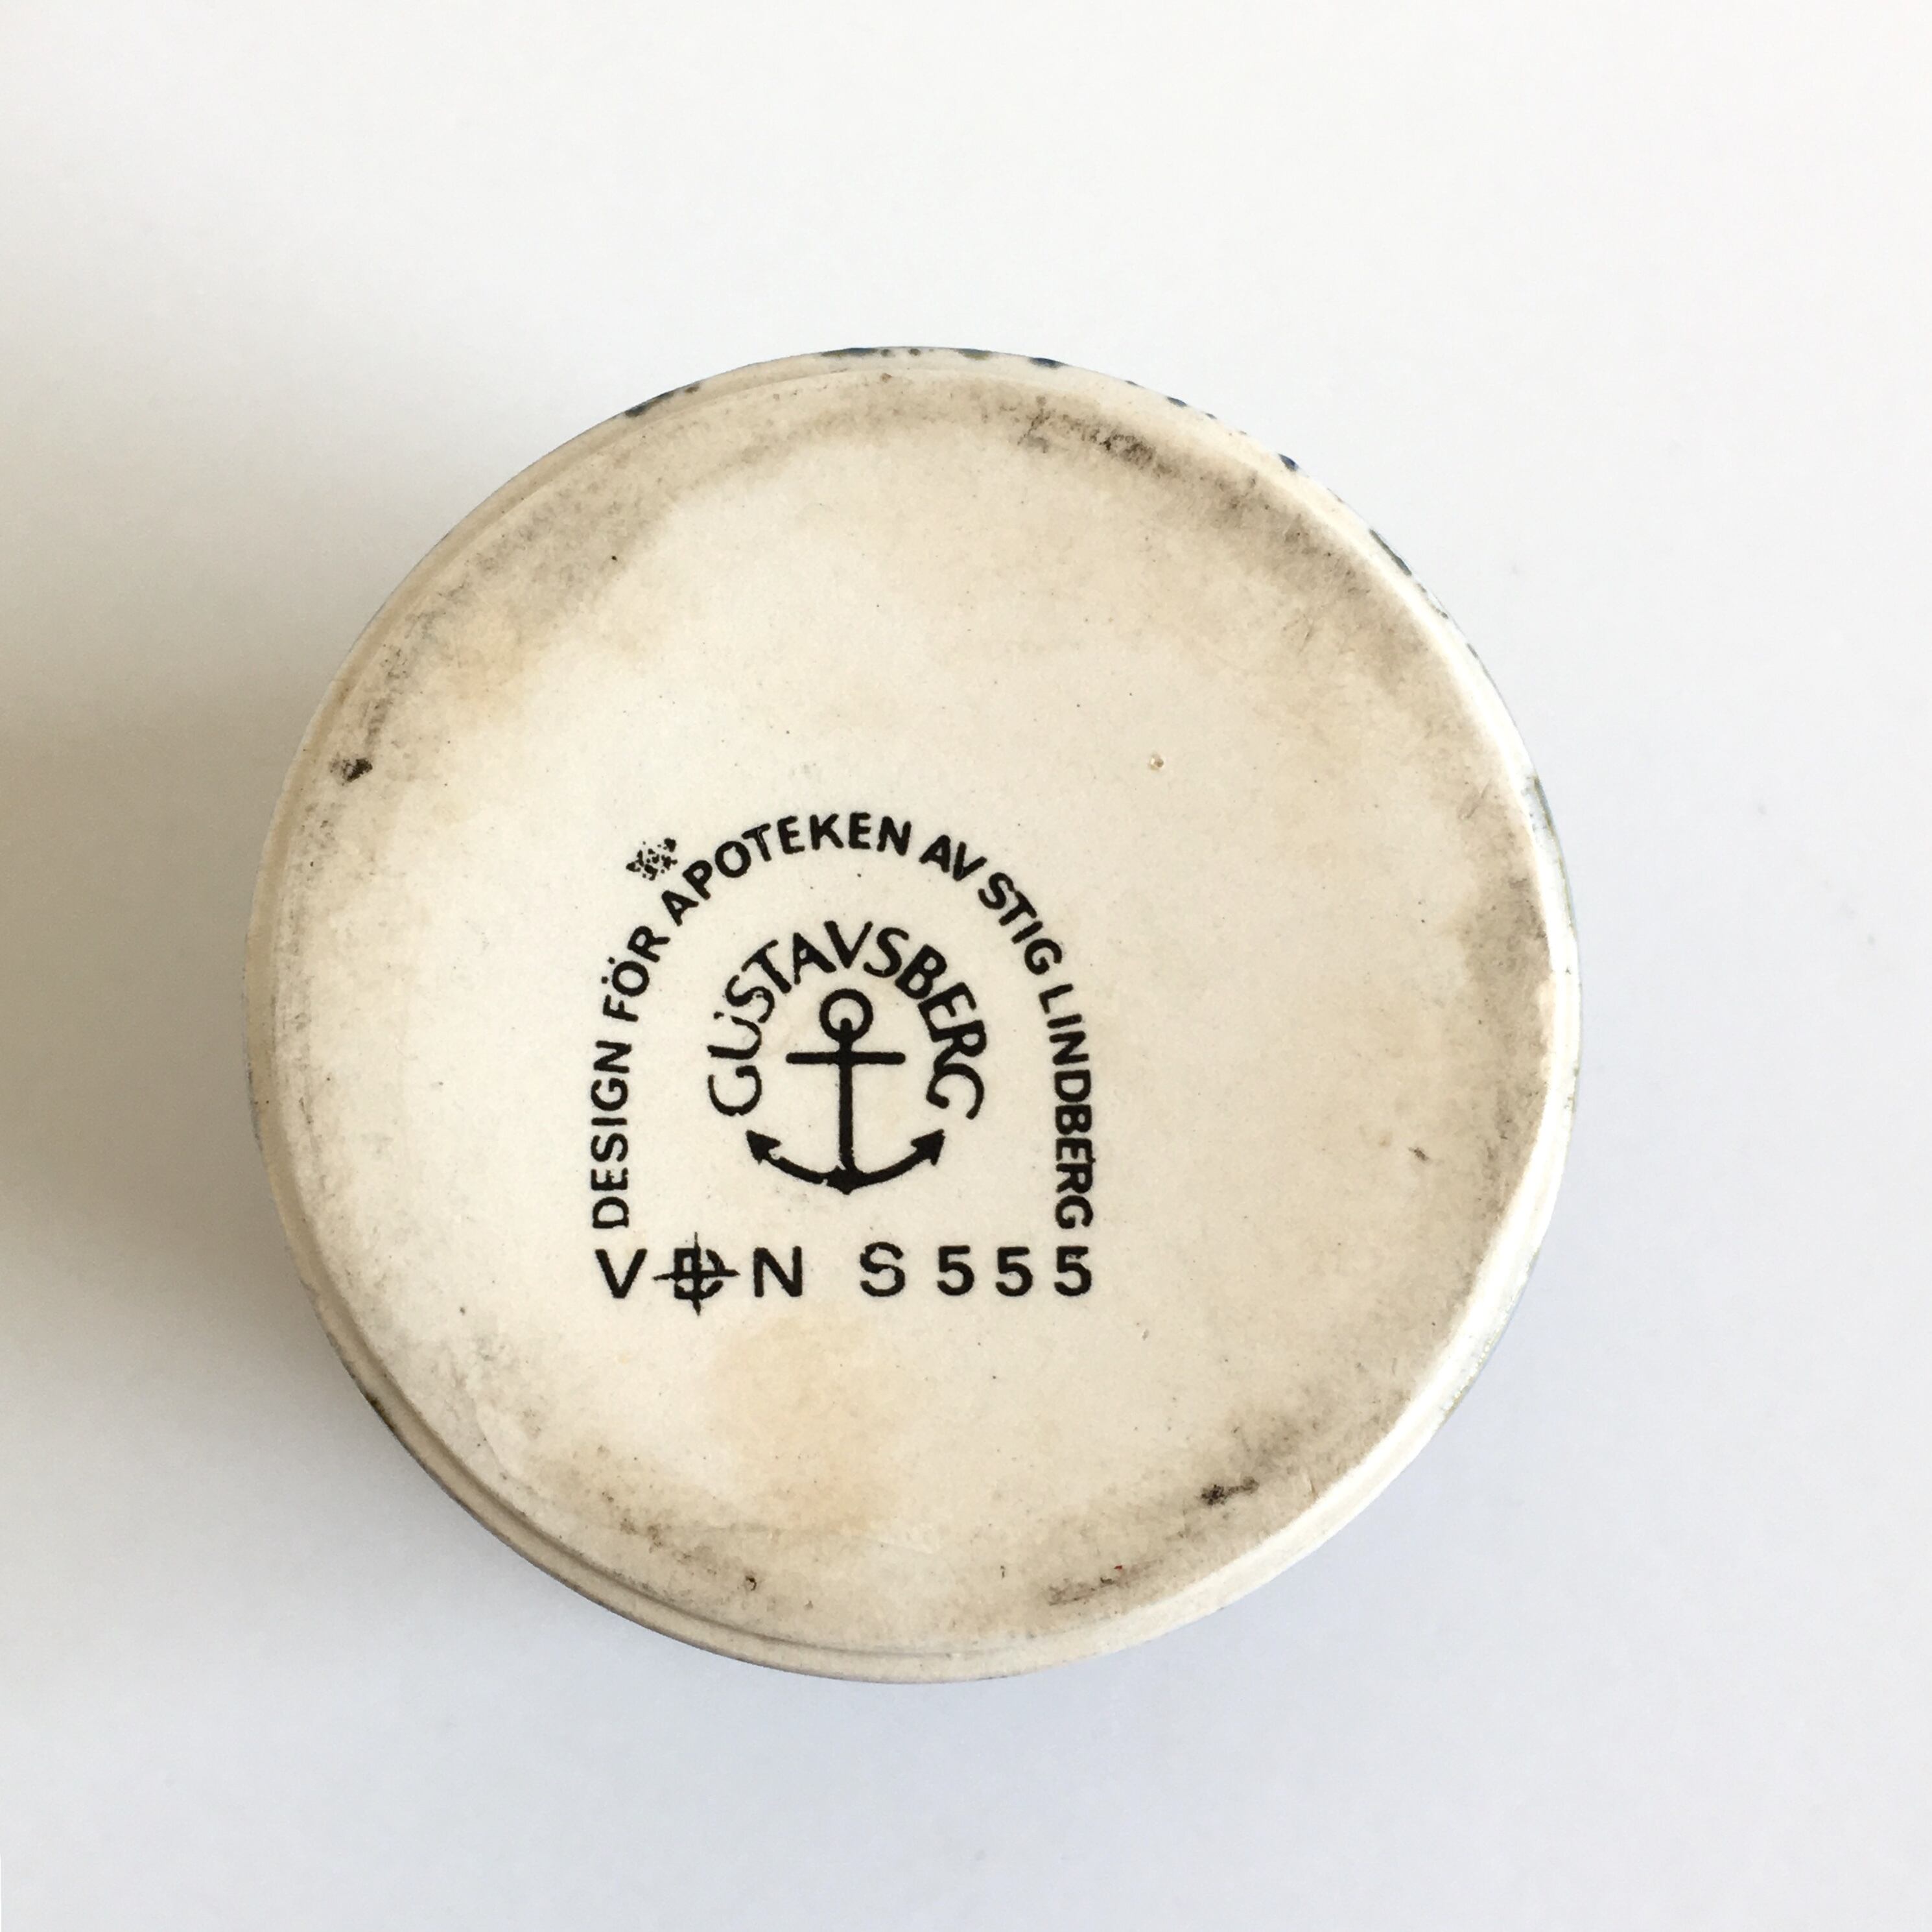 DESIGN FÖR APOTEKEN AV STIG LINDBERG
GUSTAVSBERG
N S555